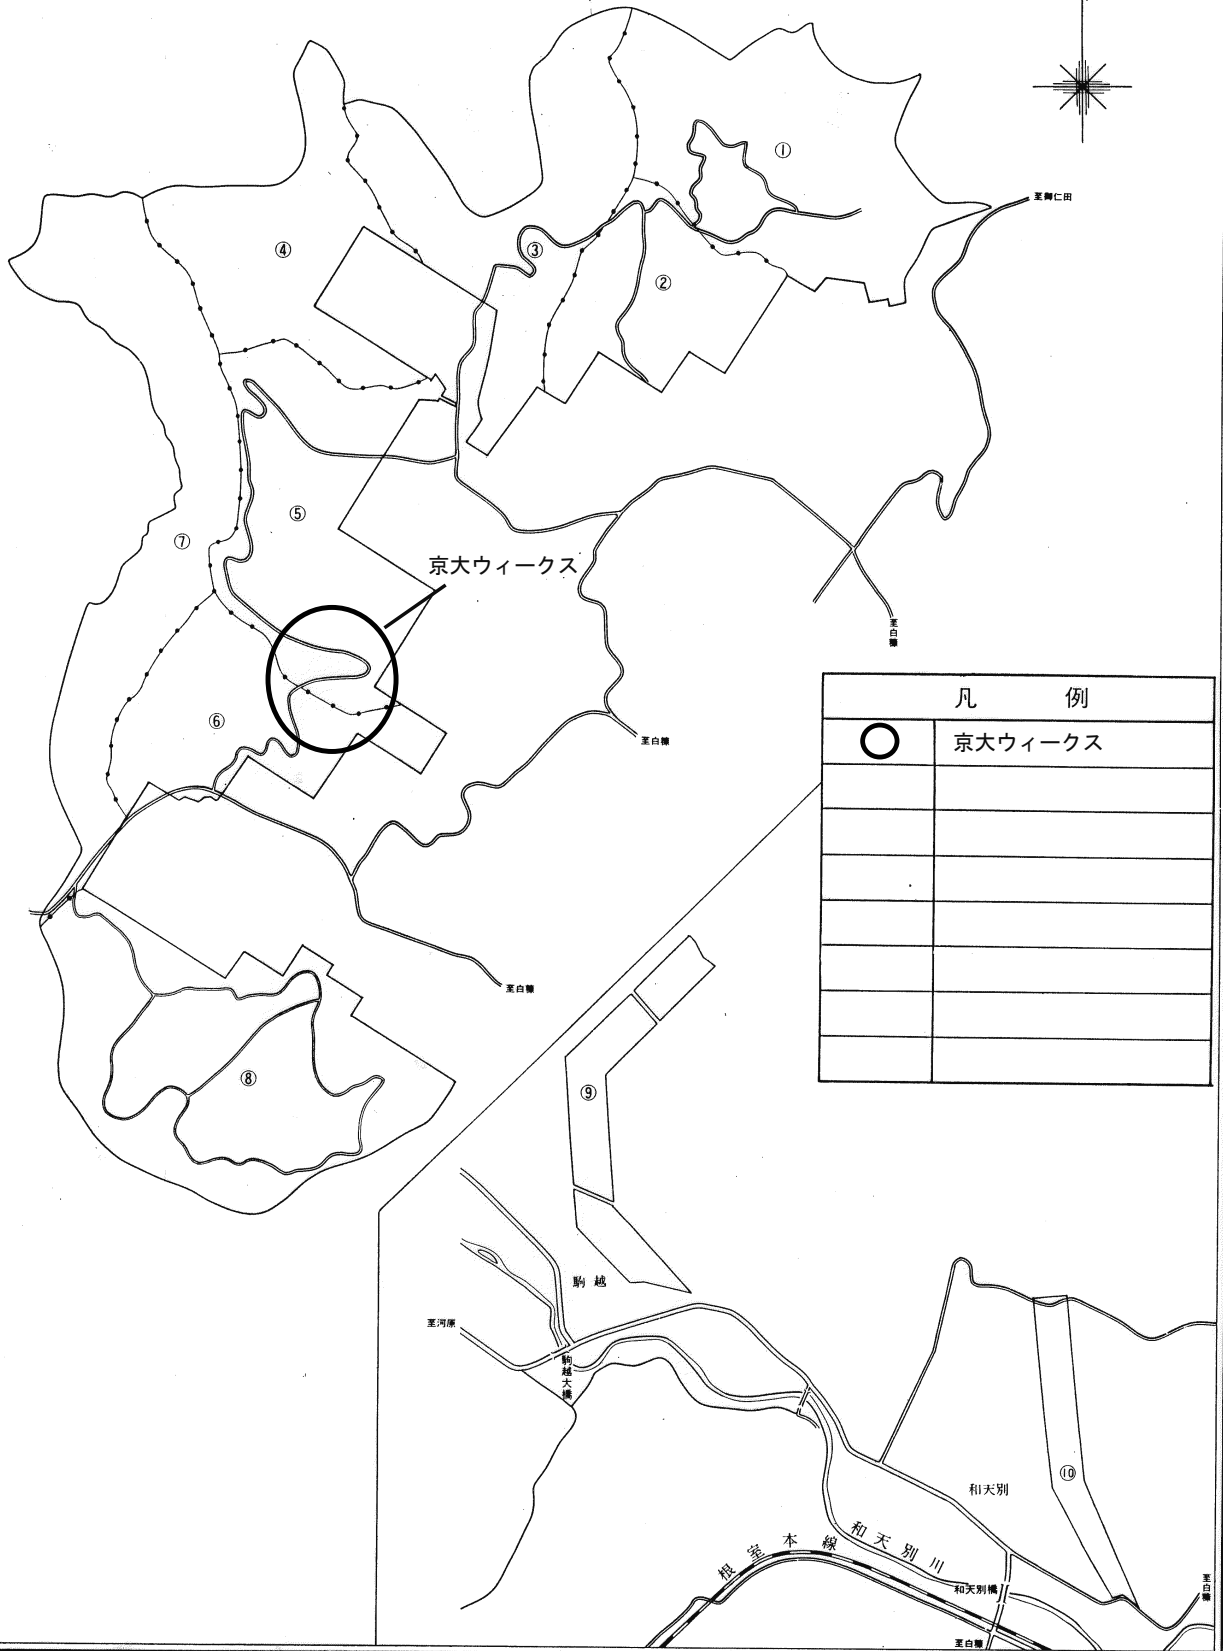 ①
至御仁田
④
③
②
⑤
⑦
京大ウィークス
至白糠
凡 例
京大ウィークス
⑥
至白糠
至白糠
⑧
⑨
駒越
至河原
駒越大橋
⑩
和天別
和天別川
根室本線
和天別橋
至白糠
至白糠